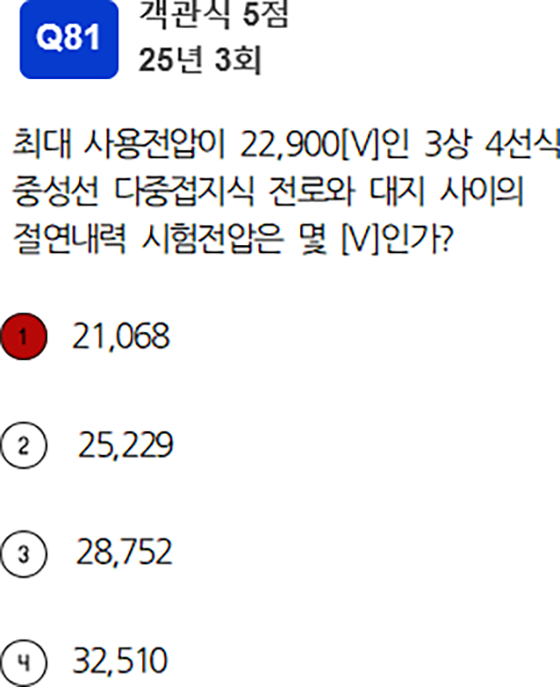 Q81
객관식 5점
25년 3회
최대 사용전압이 22,900[V]인 3상 4선식
중성선 다중접지식 전로와 대지 사이의
절연내력 시험전압은 몇 [V]인가?
1 21,068
2 25,229
3 28,752
4 32,510